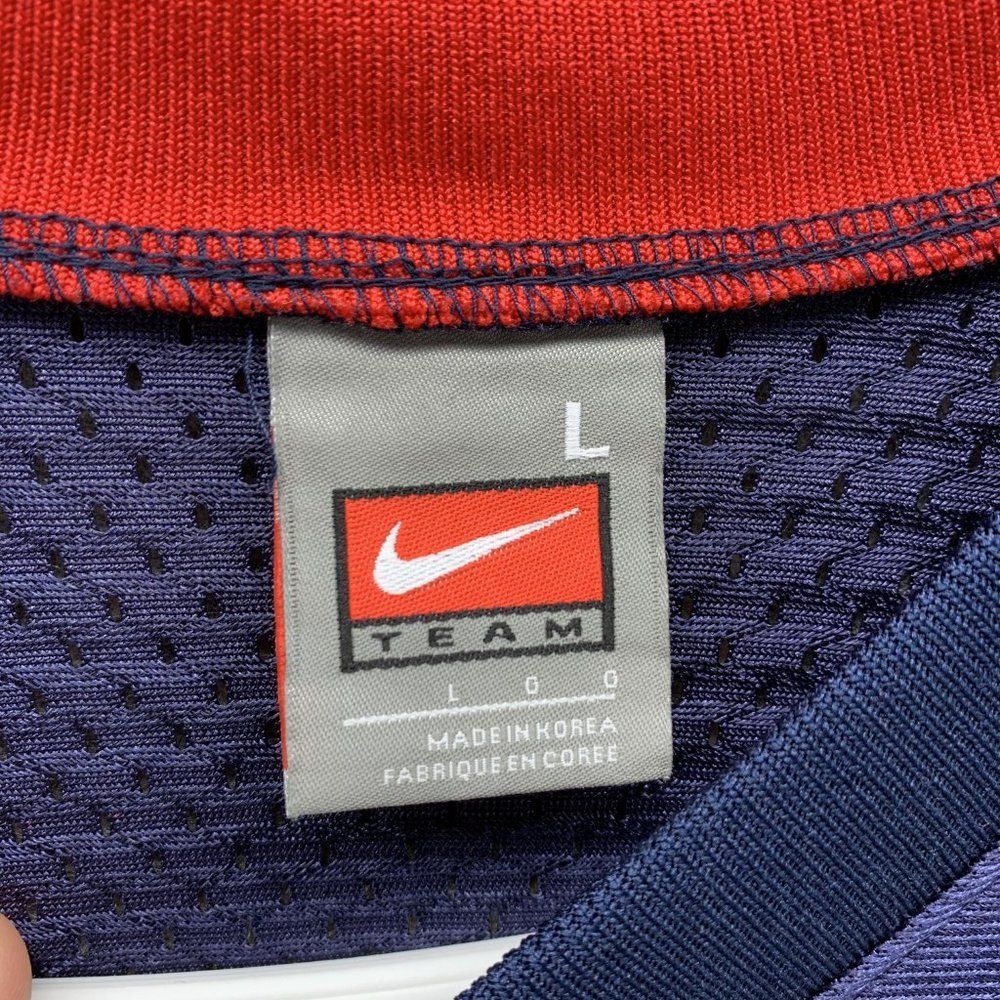 L
TEAM
L G G
MADE IN KOREA
FABRIQUE EN COREE